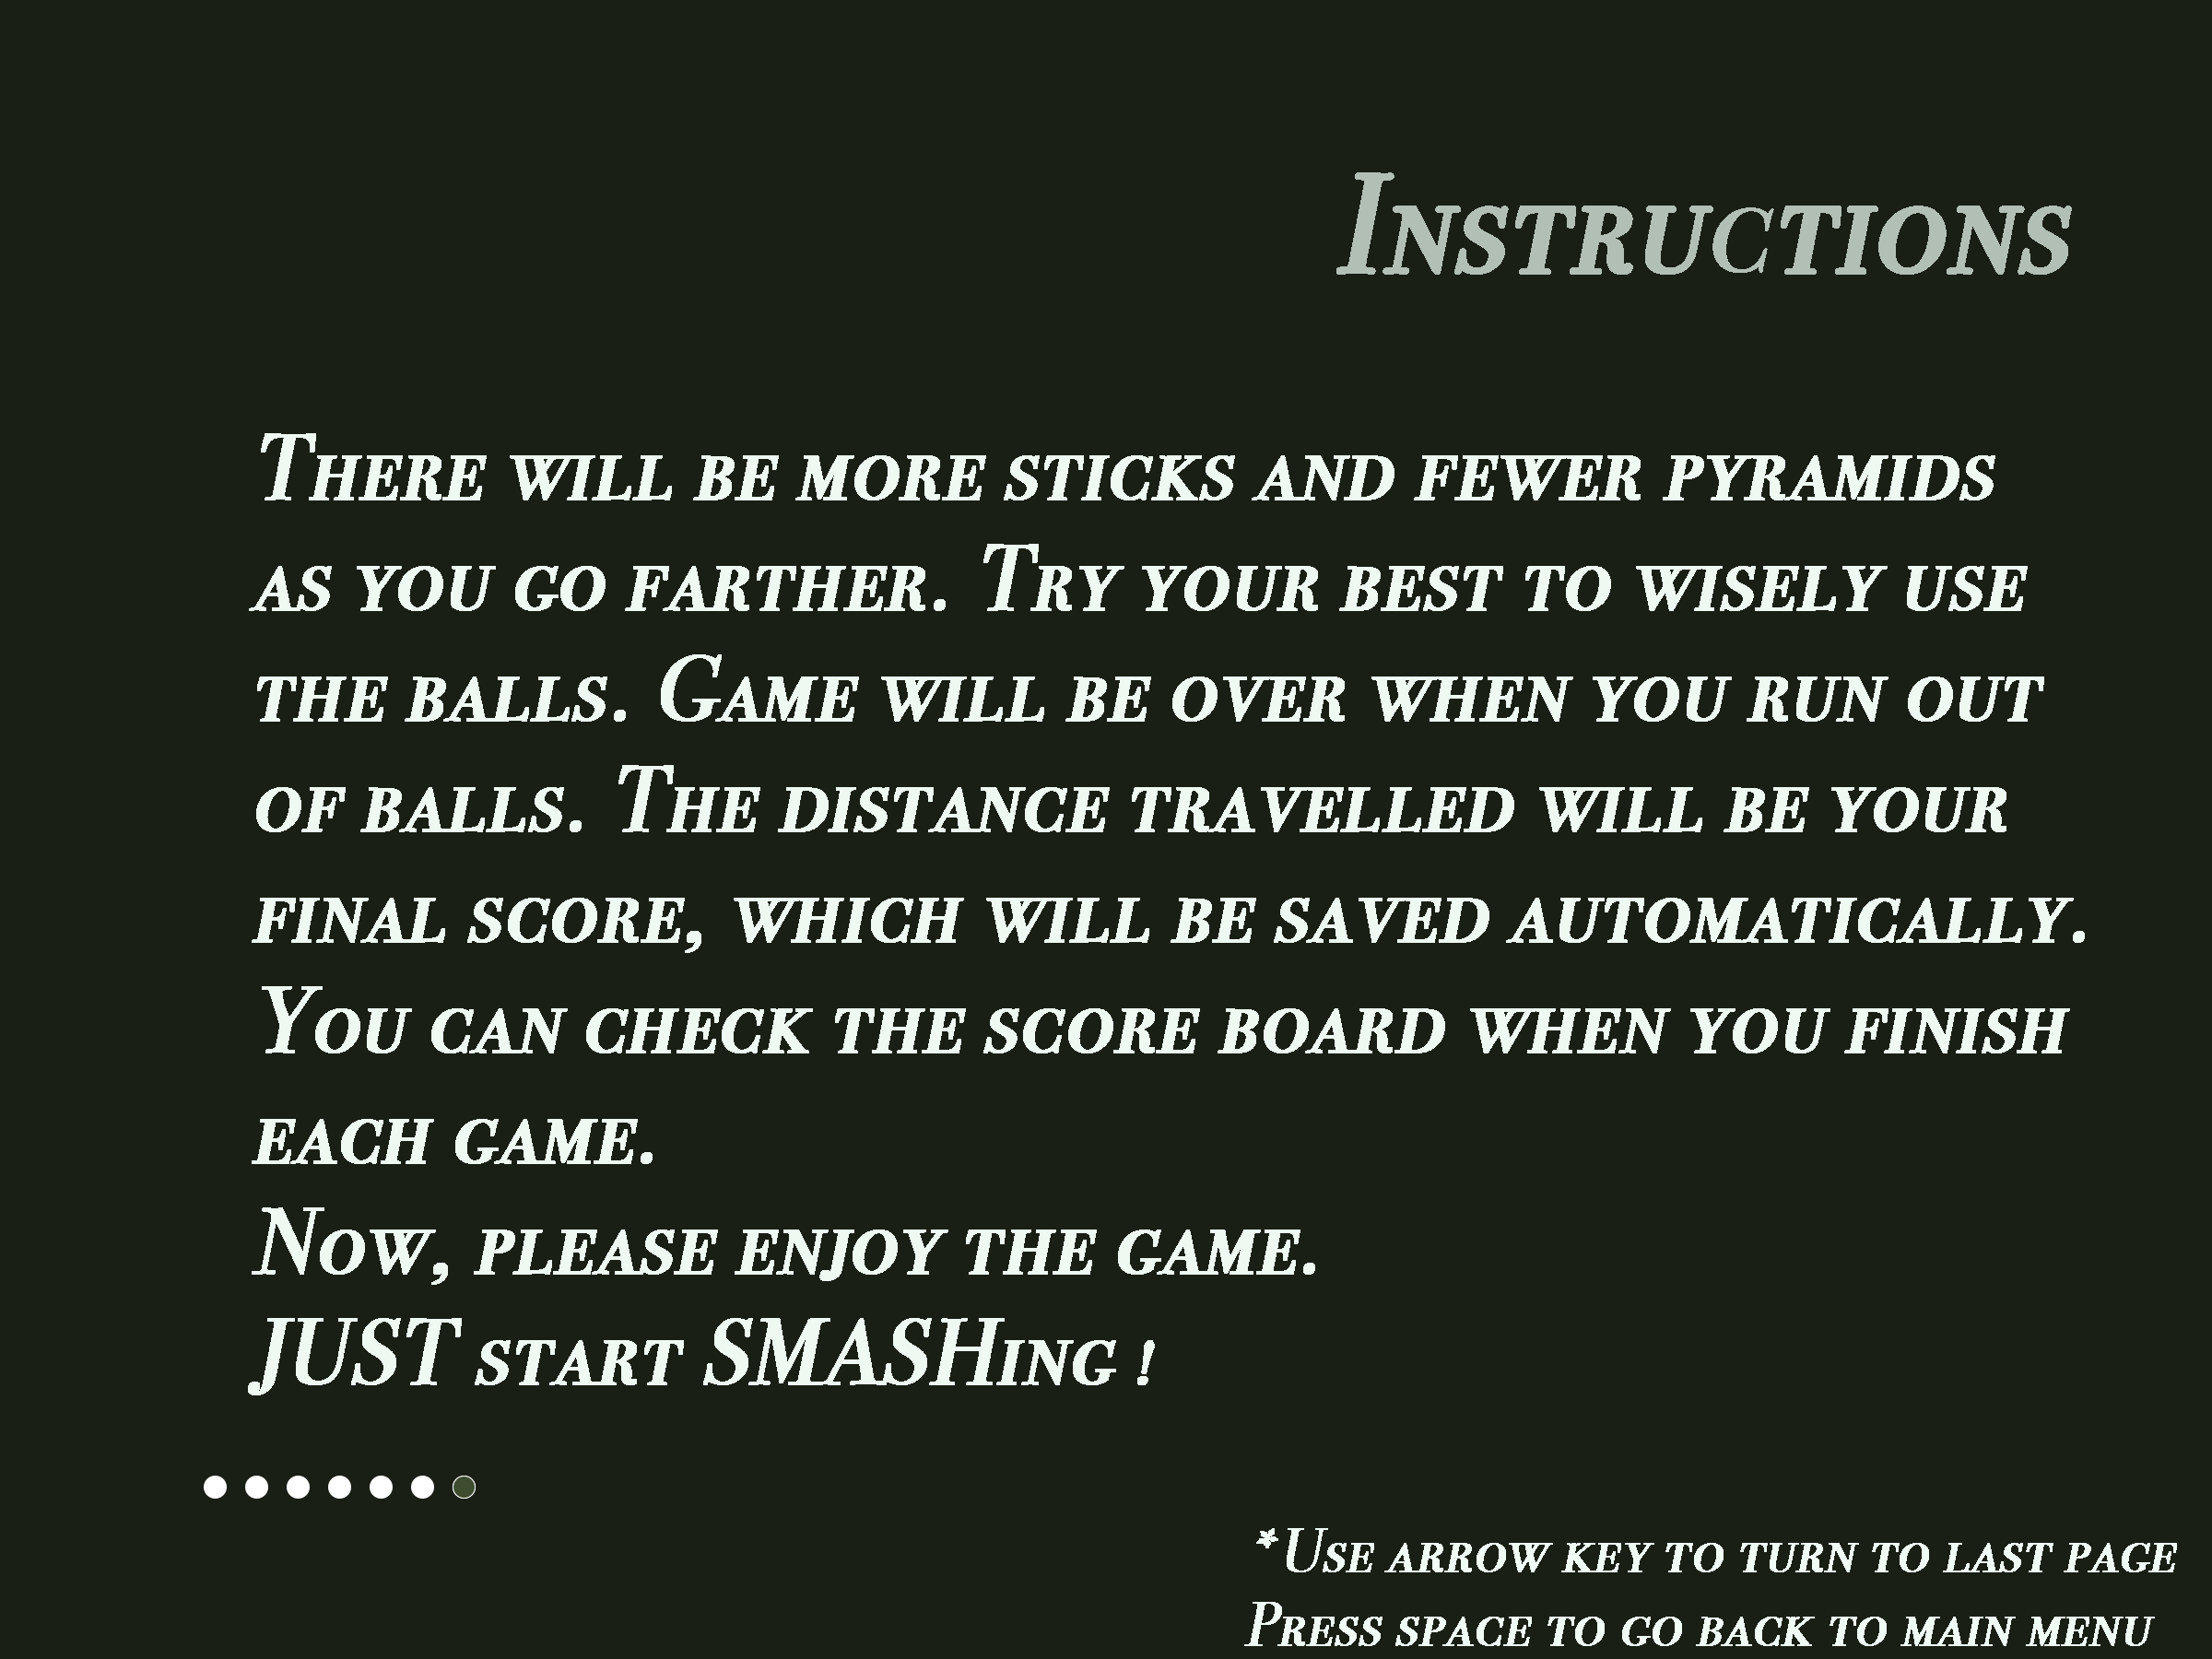 Instructions
There will be more sticks and fewer pyramids
as you go farther. Try your best to wisely use
the balls. Game will be over when you run out
of balls. The distance travelled will be your
final score, which will be saved automatically.
You can check the score board when you finish
each game.
Now, please enjoy the game.
JUST start SMASHing !
*Use arrow key to turn to last page
Press space to go back to main menu